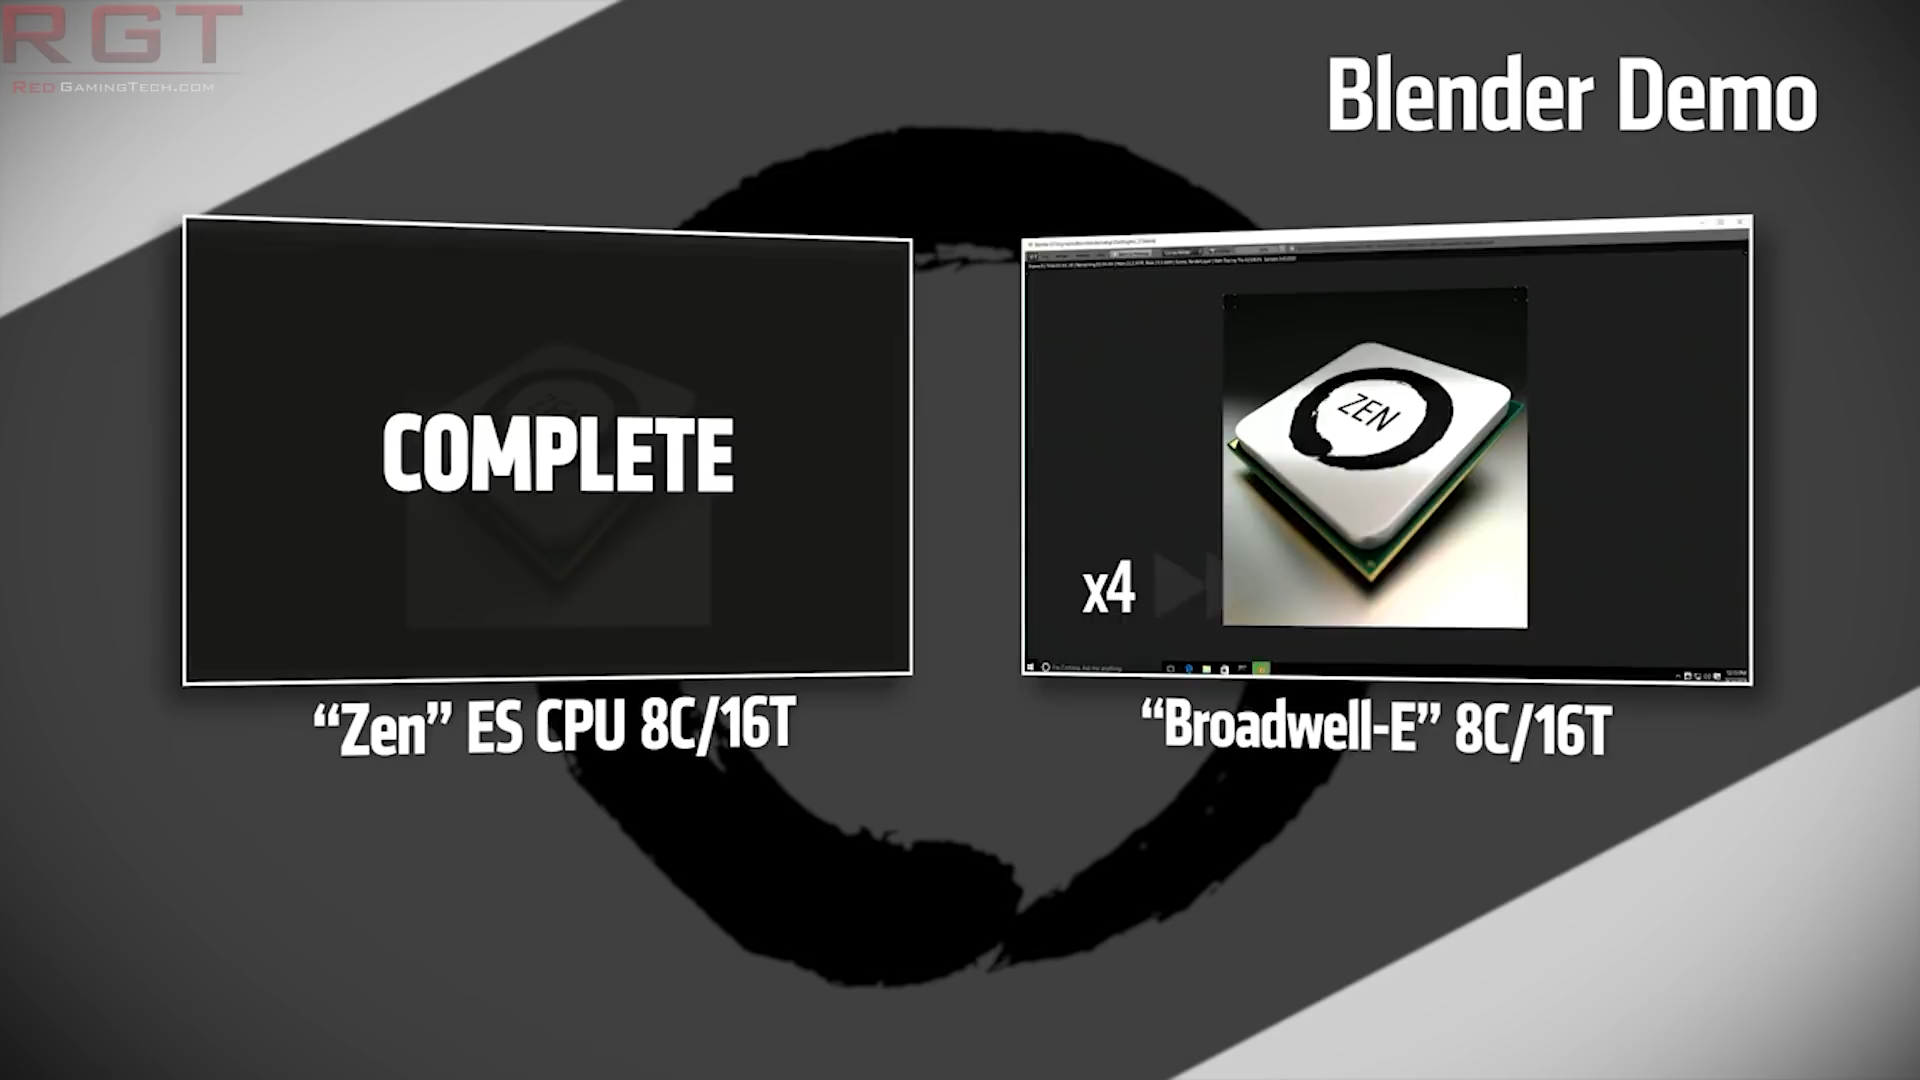 RGT
REDGAMINGTECH.COM
Blender Demo
COMPLETE
ZEN
x4
“Zen” ES CPU 8C/16T
“Broadwell-E” 8C/16T